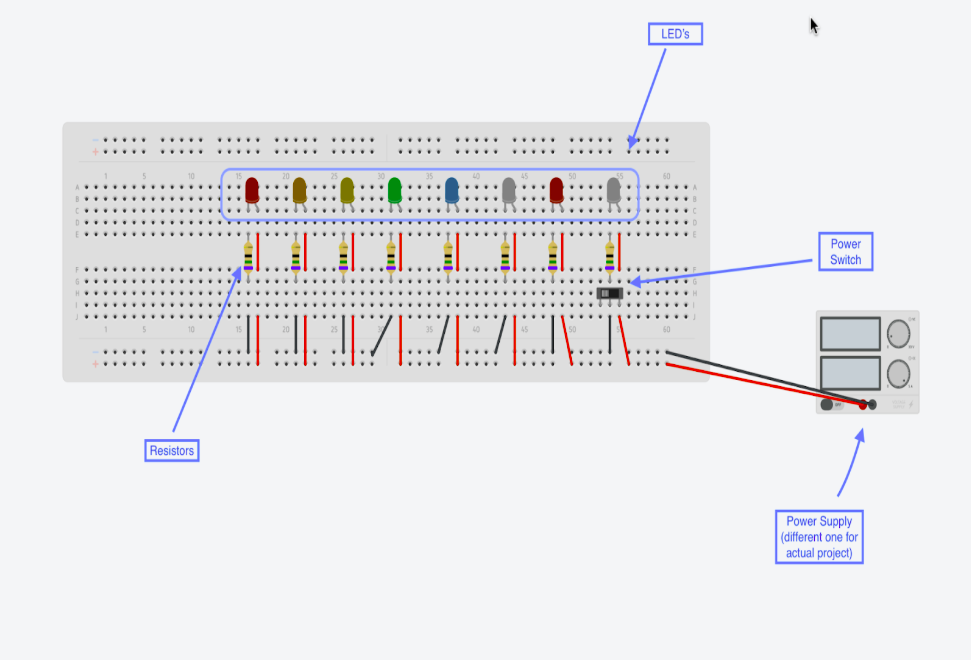 LED's
1 5 10 15 20 25 30 35 40 45 50 55 60
A A
B B
C C
D D
E E
Power
Switch
F F
G G
H H
I I
J J
1 5 10 15 20 25 30 35 40 45 50 55 60
Resistors
Power Supply
(different one for
actual project)